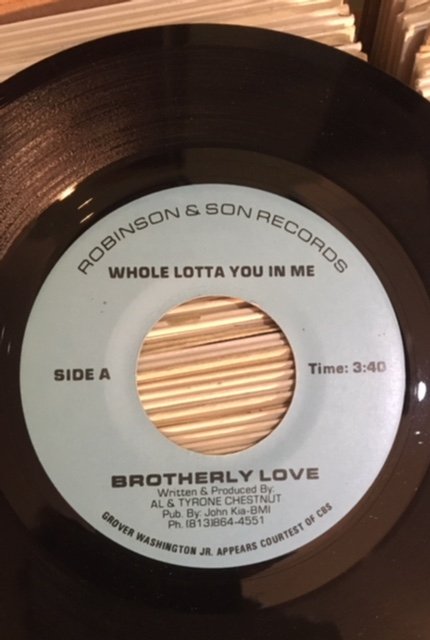 ROBINSON & SON RECORDS
WHOLE LOTTA YOU IN ME
SIDE A
Time: 3:40
BROTHERLY LOVE
Written & Produced By:
AL & TYRONE CHESTNUT
Pub. By: John Kia-BMI
Ph. (813)864-4551
GROVER WASHINGTON JR. APPEARS COURTESY OF CBS